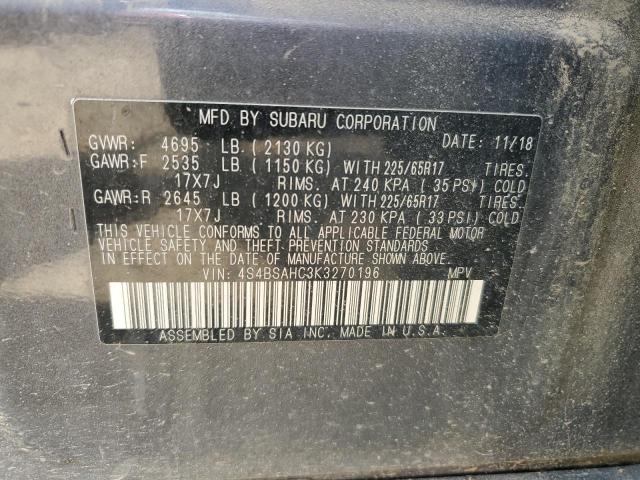 MFD. BY SUBARU CORPORATION
GVWR: 4695 LB. ( 2130 KG) DATE: 11/18
GAWR:F 2535 LB. ( 1150 KG) WITH 225/65R17 TIRES.
17X7J RIMS. AT 240 KPA ( 35 PSI) COLD
GAWR:R 2645 LB ( 1200 KG) WITH 225/65R17 TIRES.
17X7J RIMS. AT 230 KPA ( 33 PSI) COLD
THIS VEHICLE CONFORMS TO ALL APPLICABLE FEDERAL MOTOR
VEHICLE SAFETY AND THEFT-PREVENTION STANDARDS IN EFFECT
ON THE DATE OF MANUFACTURE SHOWN ABOVE.
VIN: 4S4BSAHC3K3270196 MPV
ASSEMBLED BY SIA INC. MADE IN U.S.A.